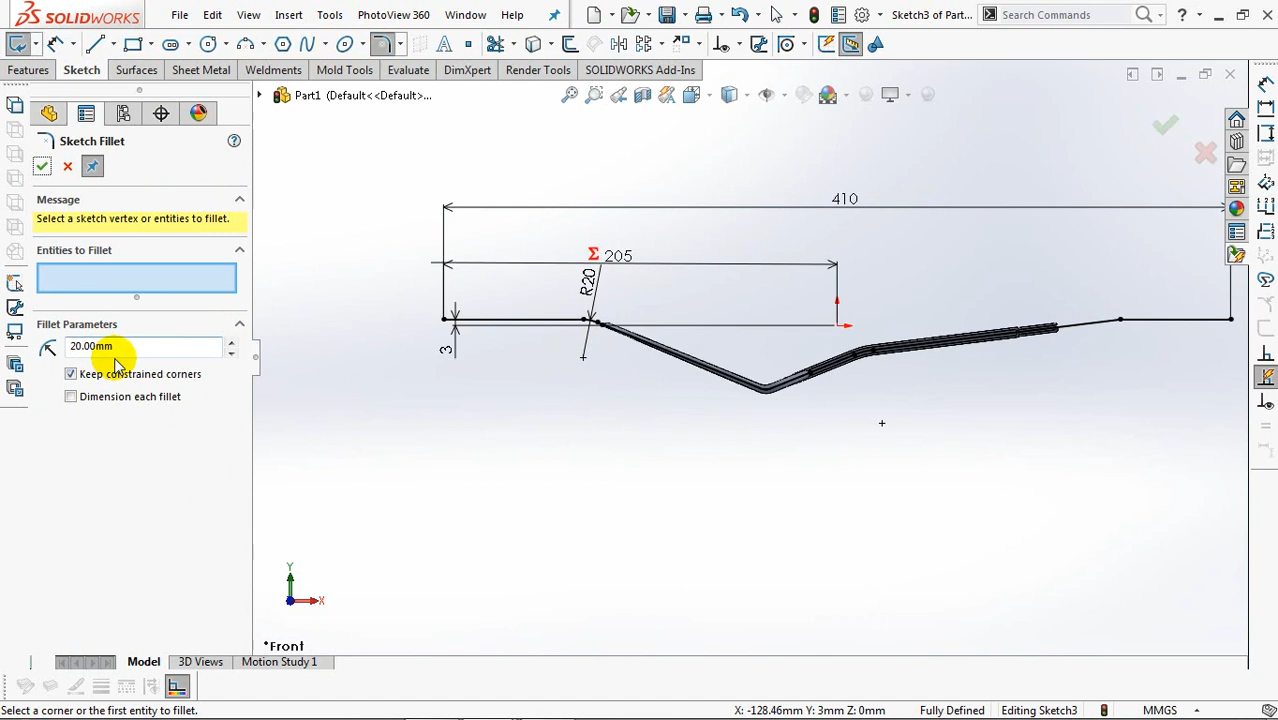 SOLIDWORKS File Edit View Insert Tools PhotoView 360 Window Help Sketch3 of Part... Search Commands ?
A
Features Sketch Surfaces Sheet Metal Weldments Mold Tools Evaluate DimXpert Render Tools SOLIDWORKS Add-Ins
Part1 (Default<<Default>...
Sketch Fillet ?
Message
Select a sketch vertex or entities to fillet.
Entities to Fillet
Fillet Parameters
20.00mm
Keep constrained corners
Dimension each fillet
410
Σ 205
R20
3
Y
X
*Front
Model 3D Views Motion Study 1
Select a corner or the first entity to fillet. X: -128.46mm Y: 3mm Z: 0mm Fully Defined Editing Sketch3 MMGS